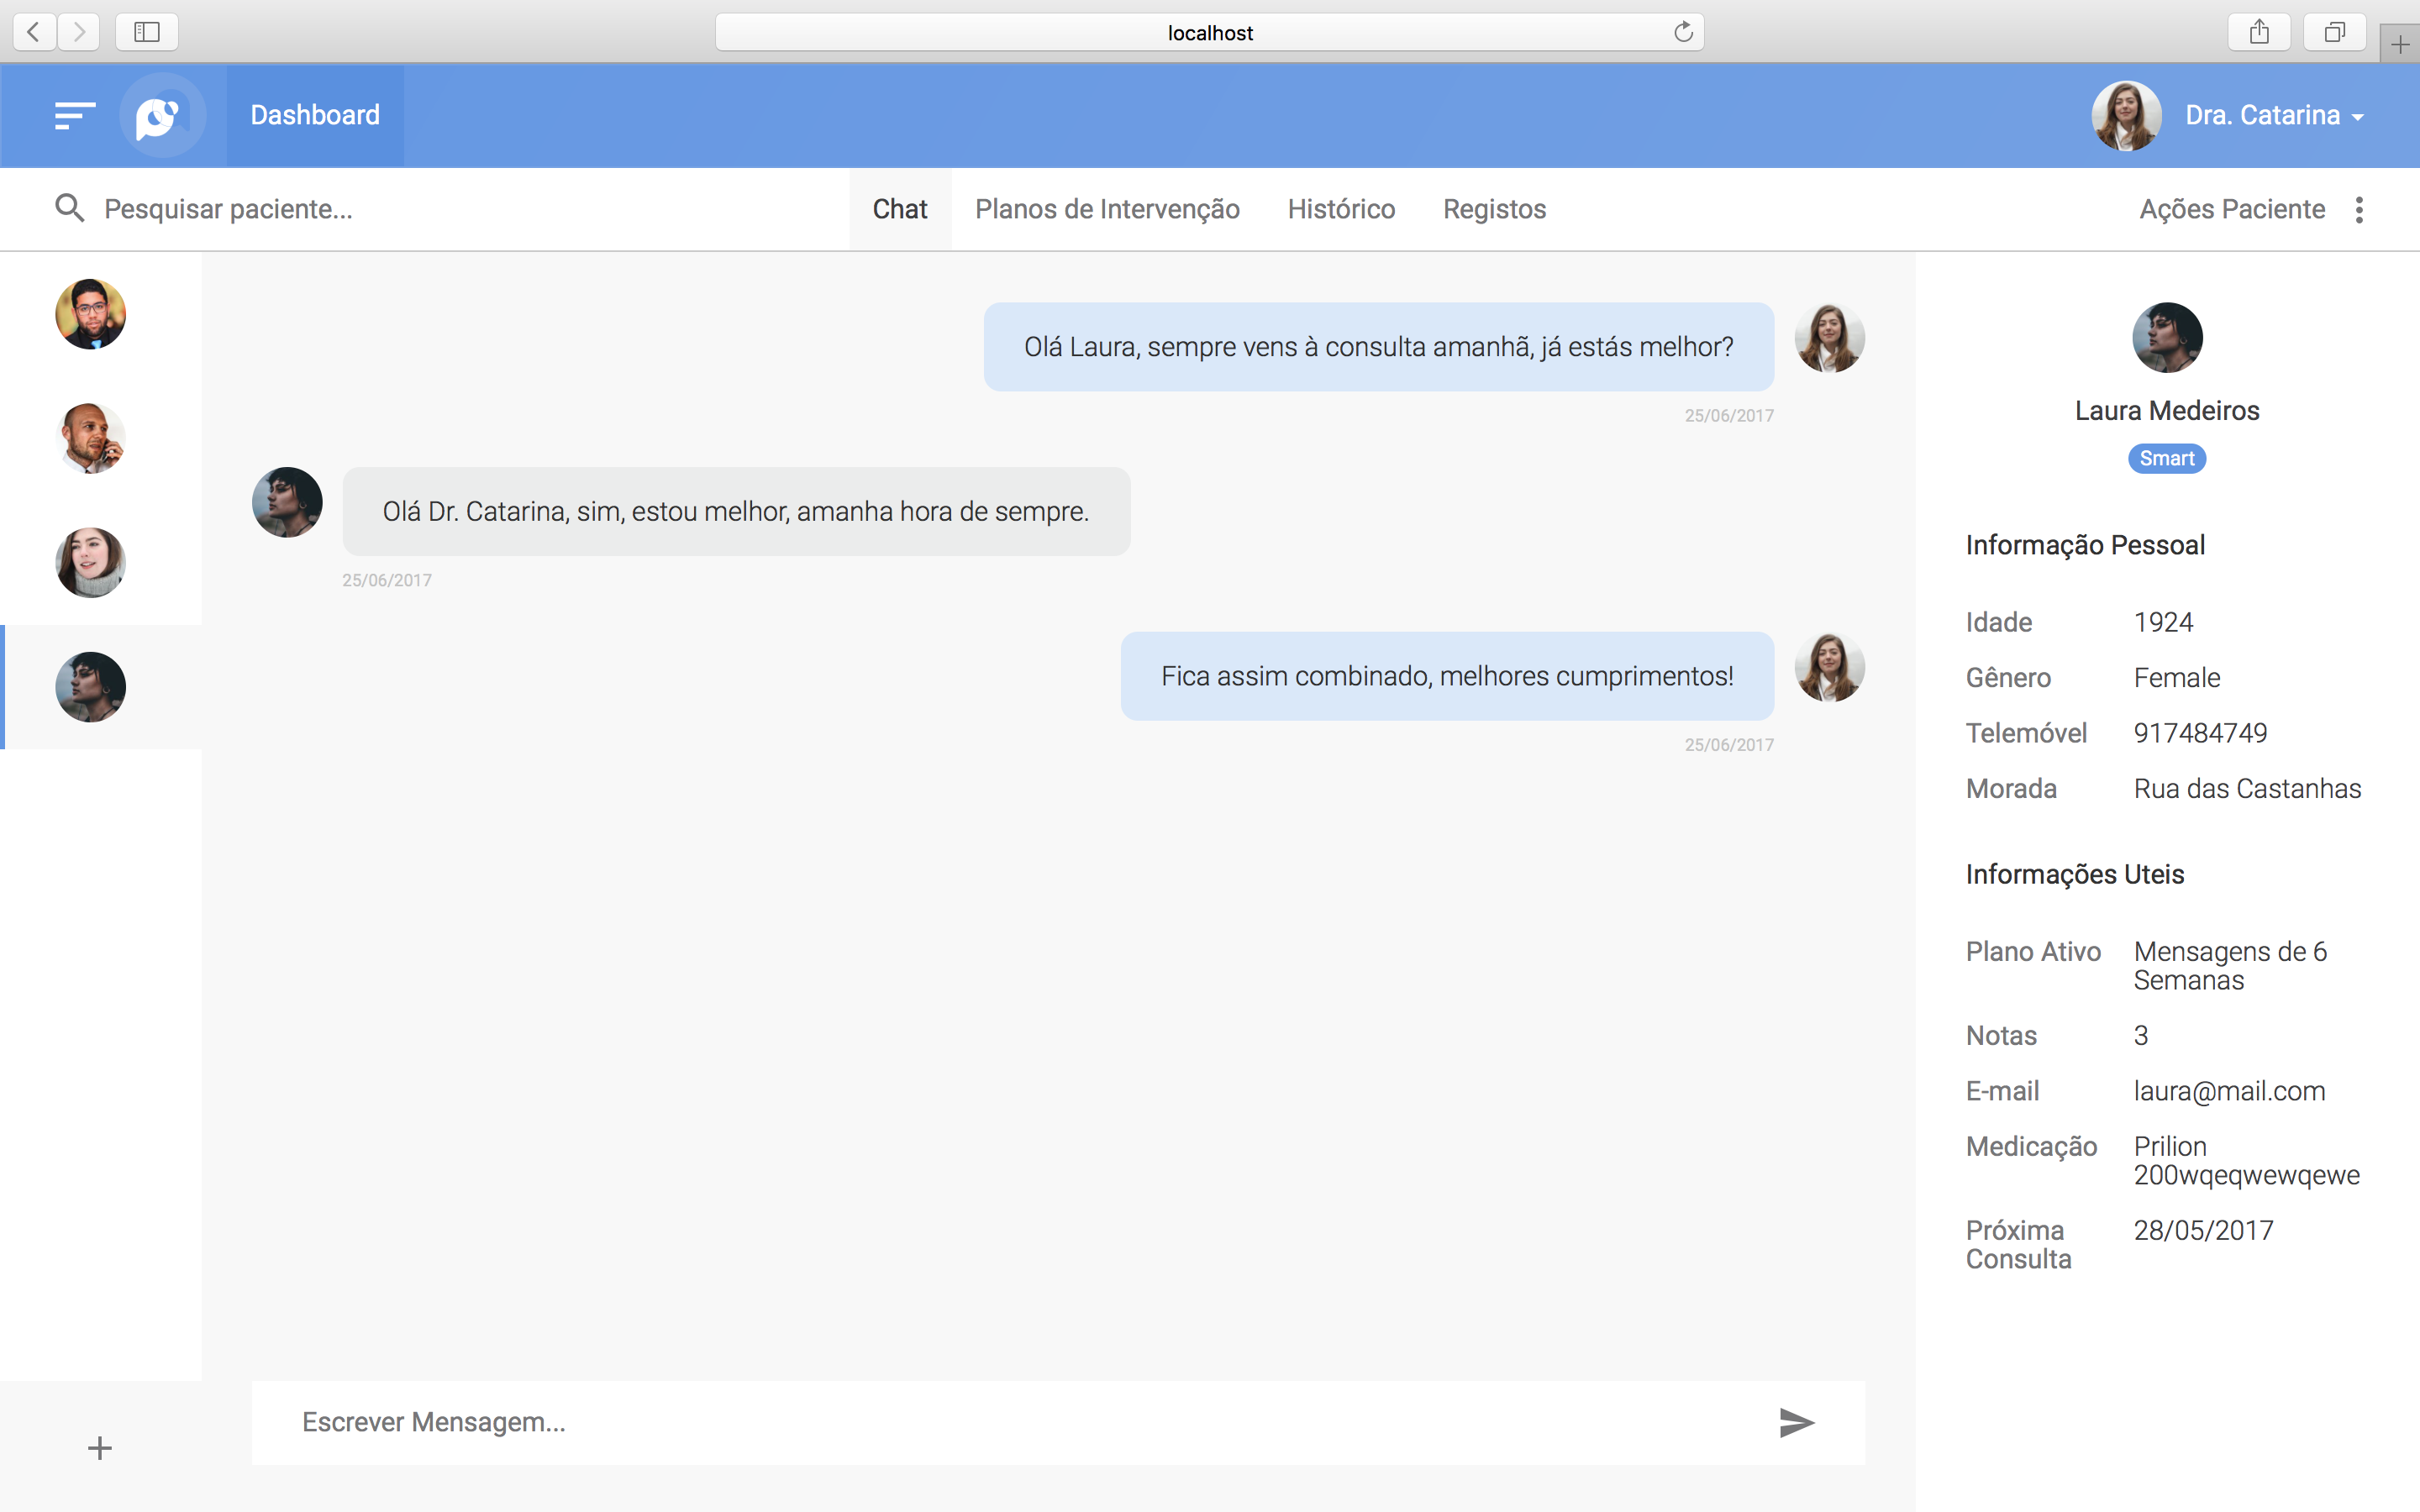 localhost
Dashboard
Dra. Catarina
Pesquisar paciente...
Chat
Planos de Intervenção
Histórico
Registos
Ações Paciente
Olá Laura, sempre vens à consulta amanhã, já estás melhor?
25/06/2017
Olá Dr. Catarina, sim, estou melhor, amanha hora de sempre.
25/06/2017
Fica assim combinado, melhores cumprimentos!
25/06/2017
Escrever Mensagem...
Laura Medeiros
Smart
Informação Pessoal
Idade 1924
Gênero Female
Telemóvel 917484749
Morada Rua das Castanhas
Informações Uteis
Plano Ativo Mensagens de 6
Semanas
Notas 3
E-mail laura@mail.com
Medicação Prilion
200wqeqwewqewe
Próxima 28/05/2017
Consulta